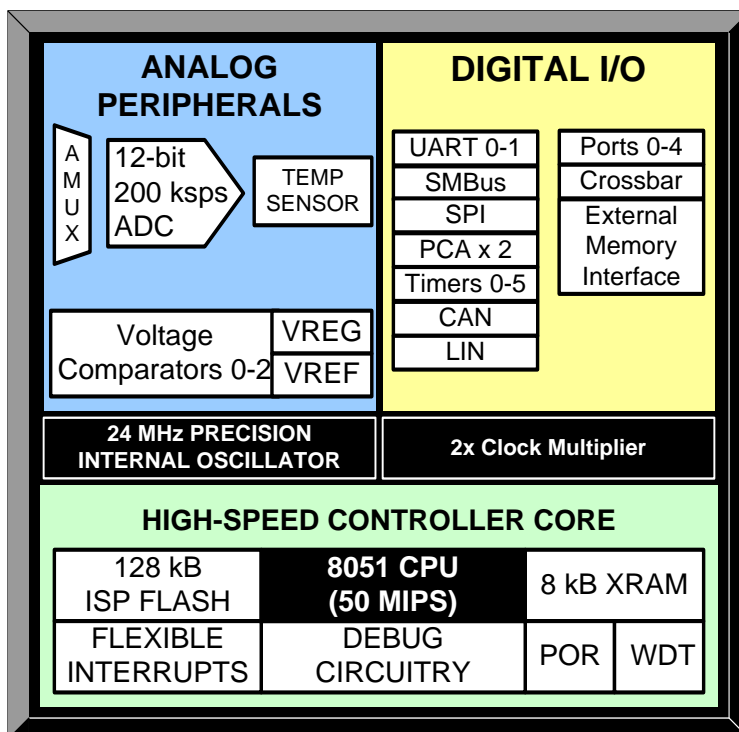 ANALOG
PERIPHERALS
A
M
U
X
12-bit
200 ksps
ADC
TEMP
SENSOR
Voltage
Comparators 0-2
VREG
VREF
DIGITAL I/O
UART 0-1
SMBus
SPI
PCA x 2
Timers 0-5
CAN
LIN
Ports 0-4
Crossbar
External
Memory
Interface
24 MHz PRECISION
INTERNAL OSCILLATOR
2x Clock Multiplier
HIGH-SPEED CONTROLLER CORE
128 kB
ISP FLASH
8051 CPU
(50 MIPS)
8 kB XRAM
FLEXIBLE
INTERRUPTS
DEBUG
CIRCUITRY
POR
WDT